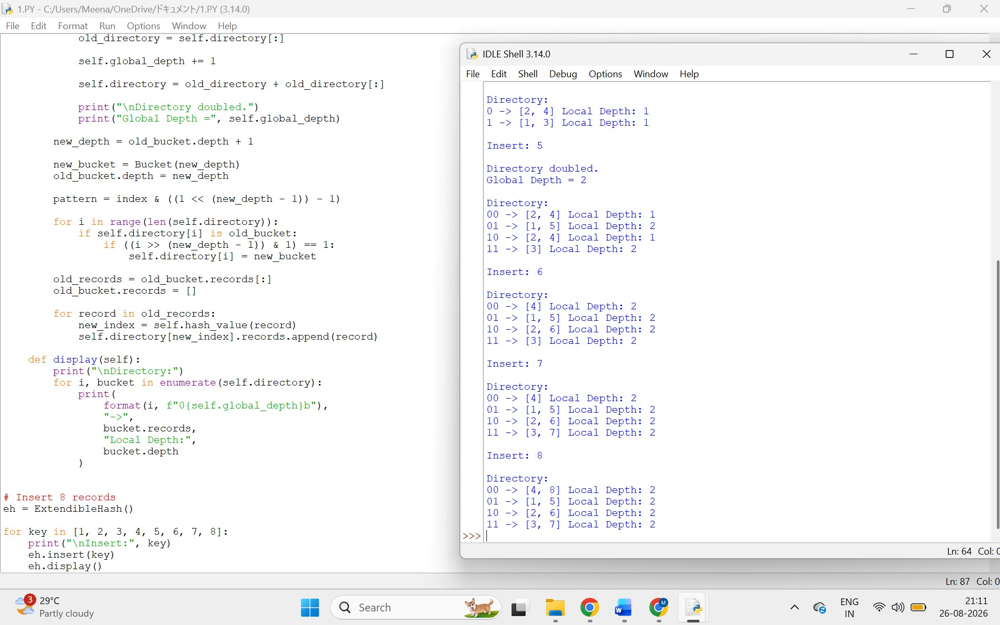 1.PY - C:/Users/Meena/OneDrive/ドキュメント/1.PY (3.14.0)
File Edit Format Run Options Window Help
old_directory = self.directory[:]
self.global_depth += 1
self.directory = old_directory + old_directory[:]
print("\nDirectory doubled.")
print("Global Depth =", self.global_depth)
new_depth = old_bucket.depth + 1
new_bucket = Bucket(new_depth)
old_bucket.depth = new_depth
pattern = index & ((1 << (new_depth - 1)) - 1)
for i in range(len(self.directory)):
if self.directory[i] is old_bucket:
if ((i >> (new_depth - 1)) & 1) == 1:
self.directory[i] = new_bucket
old_records = old_bucket.records[:]
old_bucket.records = []
for record in old_records:
new_index = self.hash_value(record)
self.directory[new_index].records.append(record)
def display(self):
print("\nDirectory:")
for i, bucket in enumerate(self.directory):
print(
format(i, f"0{self.global_depth}b"),
"->",
bucket.records,
"Local Depth:",
bucket.depth
)
# Insert 8 records
eh = ExtendibleHash()
for key in [1, 2, 3, 4, 5, 6, 7, 8]:
print("\nInsert:", key)
eh.insert(key)
eh.display()
Ln: 87 Col: 0
IDLE Shell 3.14.0
File Edit Shell Debug Options Window Help
Directory:
0 -> [2, 4] Local Depth: 1
1 -> [1, 3] Local Depth: 1
Insert: 5
Directory doubled.
Global Depth = 2
Directory:
00 -> [2, 4] Local Depth: 1
01 -> [1, 5] Local Depth: 2
10 -> [2, 4] Local Depth: 1
11 -> [3] Local Depth: 2
Insert: 6
Directory:
00 -> [4] Local Depth: 2
01 -> [1, 5] Local Depth: 2
10 -> [2, 6] Local Depth: 2
11 -> [3] Local Depth: 2
Insert: 7
Directory:
00 -> [4] Local Depth: 2
01 -> [1, 5] Local Depth: 2
10 -> [2, 6] Local Depth: 2
11 -> [3, 7] Local Depth: 2
Insert: 8
Directory:
00 -> [4, 8] Local Depth: 2
01 -> [1, 5] Local Depth: 2
10 -> [2, 6] Local Depth: 2
11 -> [3, 7] Local Depth: 2
>>>
Ln: 64 Col: 0
3
29°C
Partly cloudy
Search
W
M
ENG
IN
21:11
26-08-2026